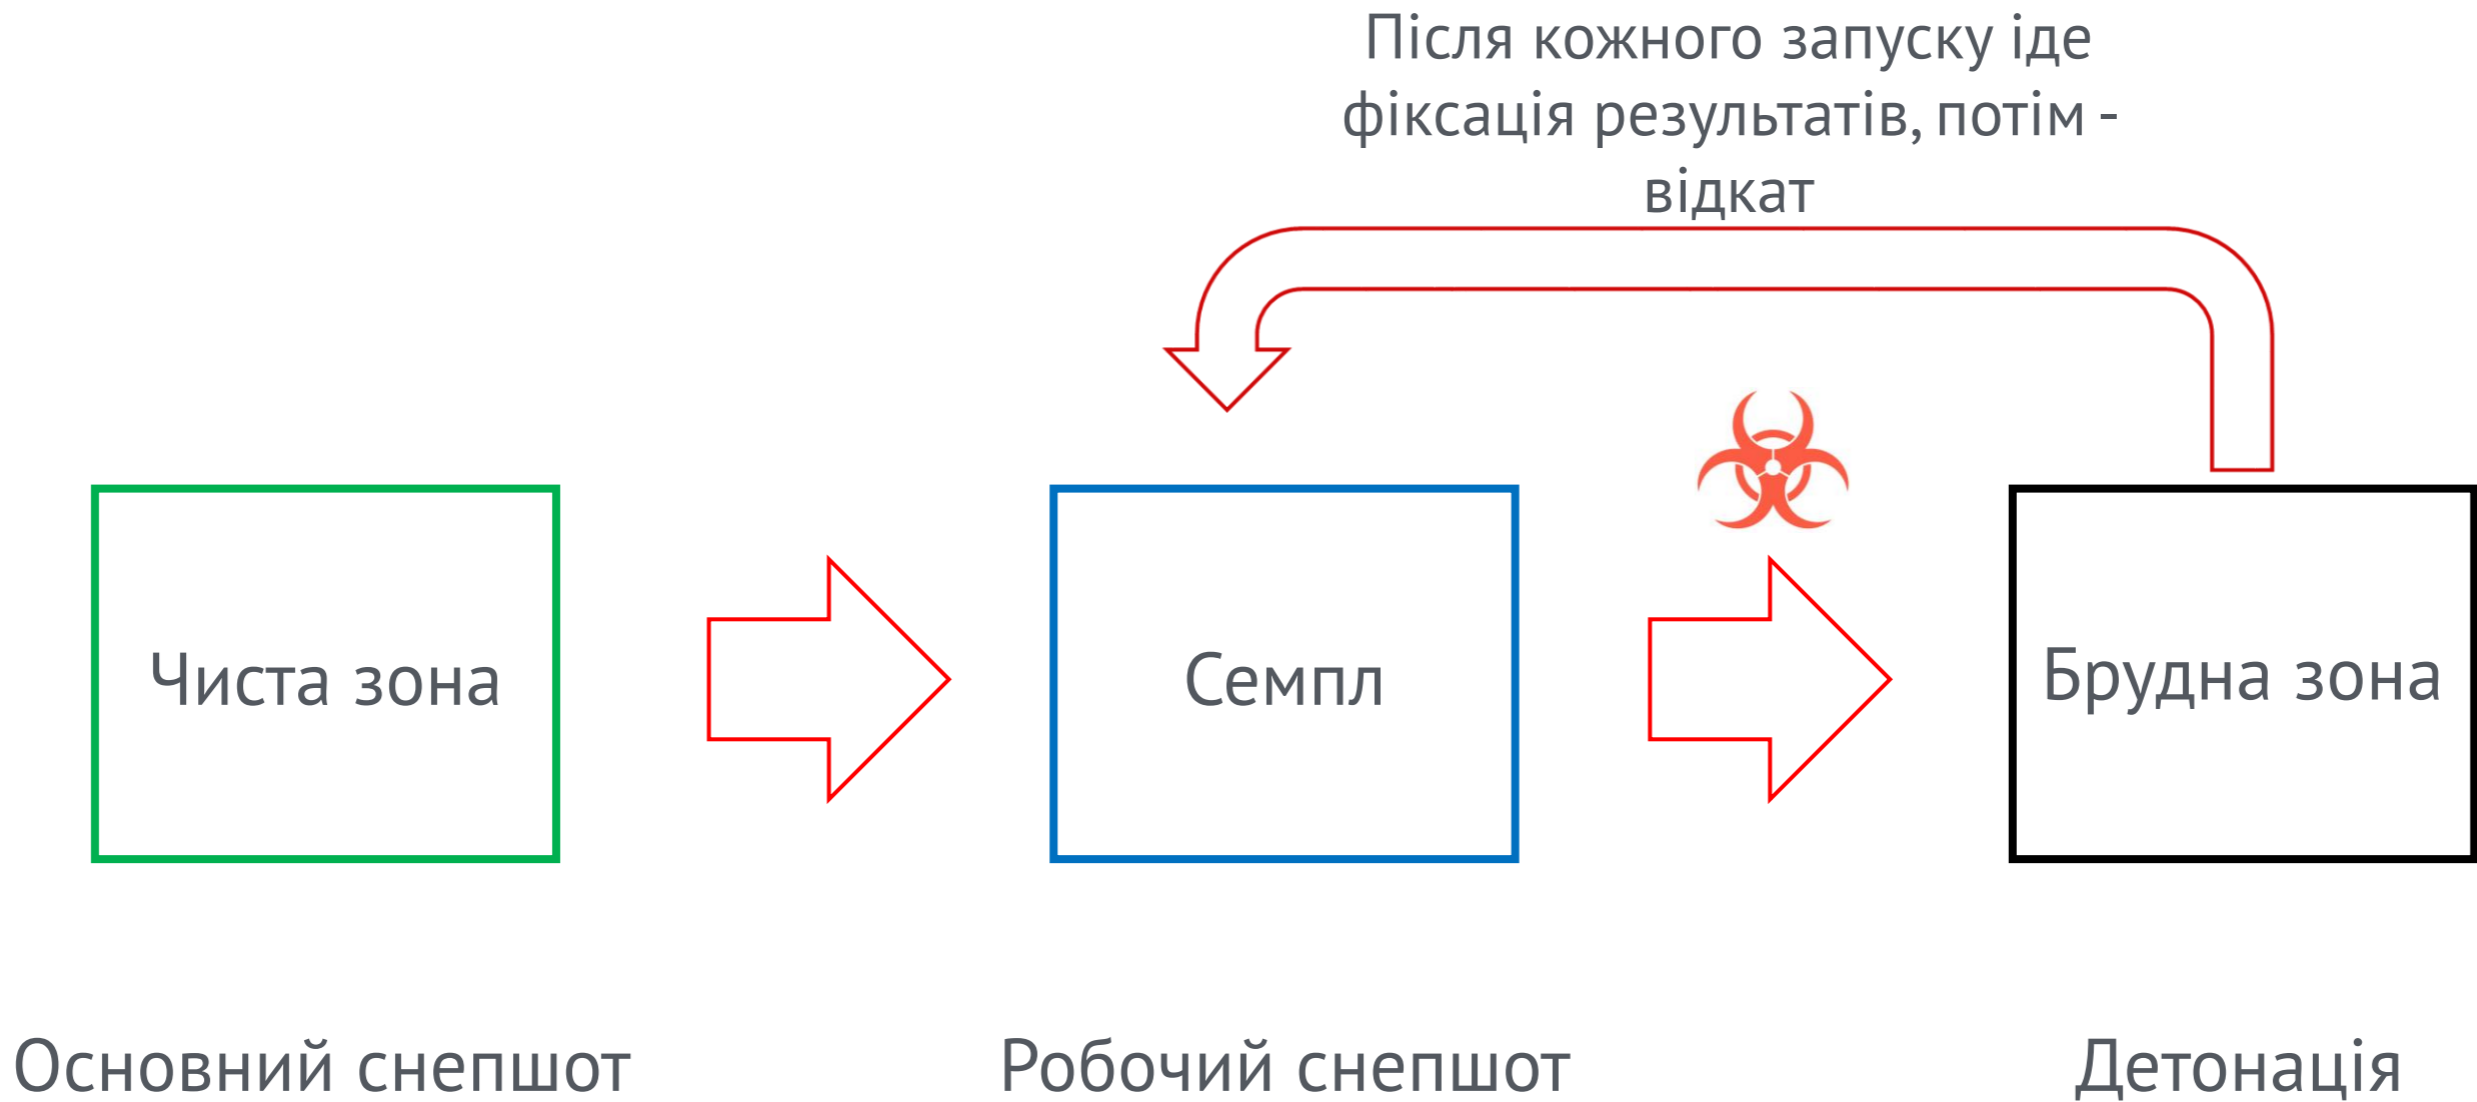 Після кожного запуску іде
фіксація результатів, потім -
відкат
Чиста зона
Семпл
Брудна зона
Основний снепшот
Робочий снепшот
Детонація